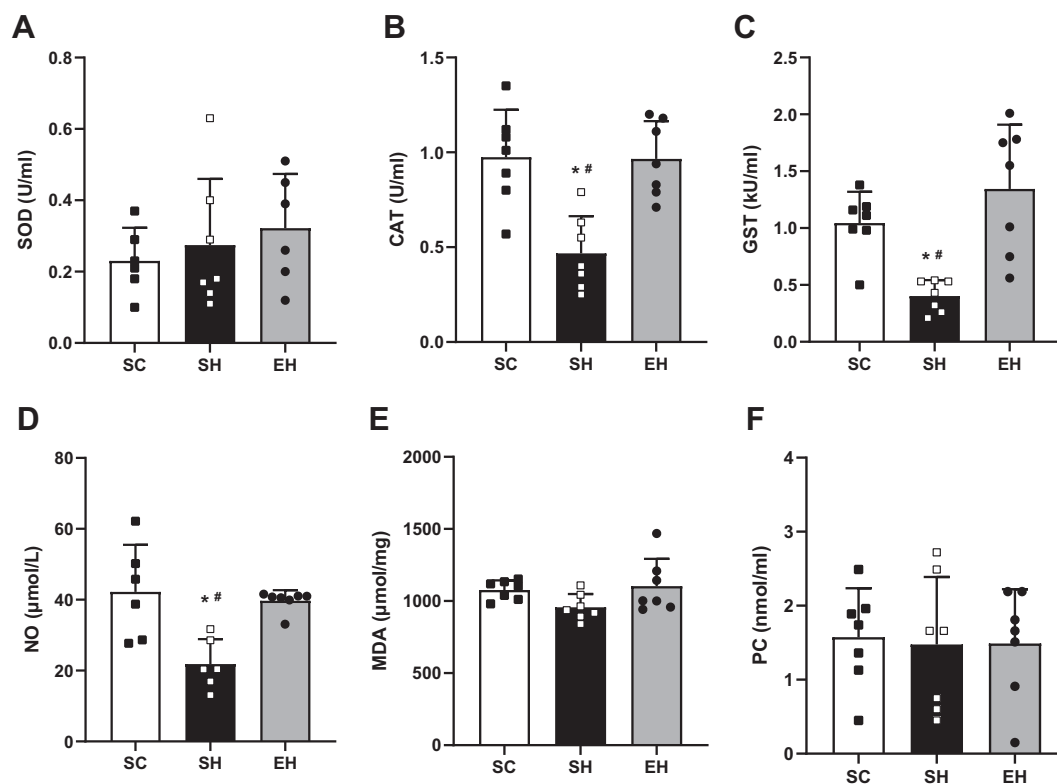 A
SOD (U/ml)
0.8
0.6
0.4
0.2
0.0
SC SH EH
B
CAT (U/ml)
1.5
1.0
0.5
0.0
* #
SC SH EH
C
GST (kU/ml)
2.5
2.0
1.5
1.0
0.5
0.0
* #
SC SH EH
D
NO (µmol/L)
80
60
40
20
0
* #
SC SH EH
E
MDA (µmol/mg)
2000
1500
1000
500
0
SC SH EH
F
PC (nmol/ml)
4
3
2
1
0
SC SH EH